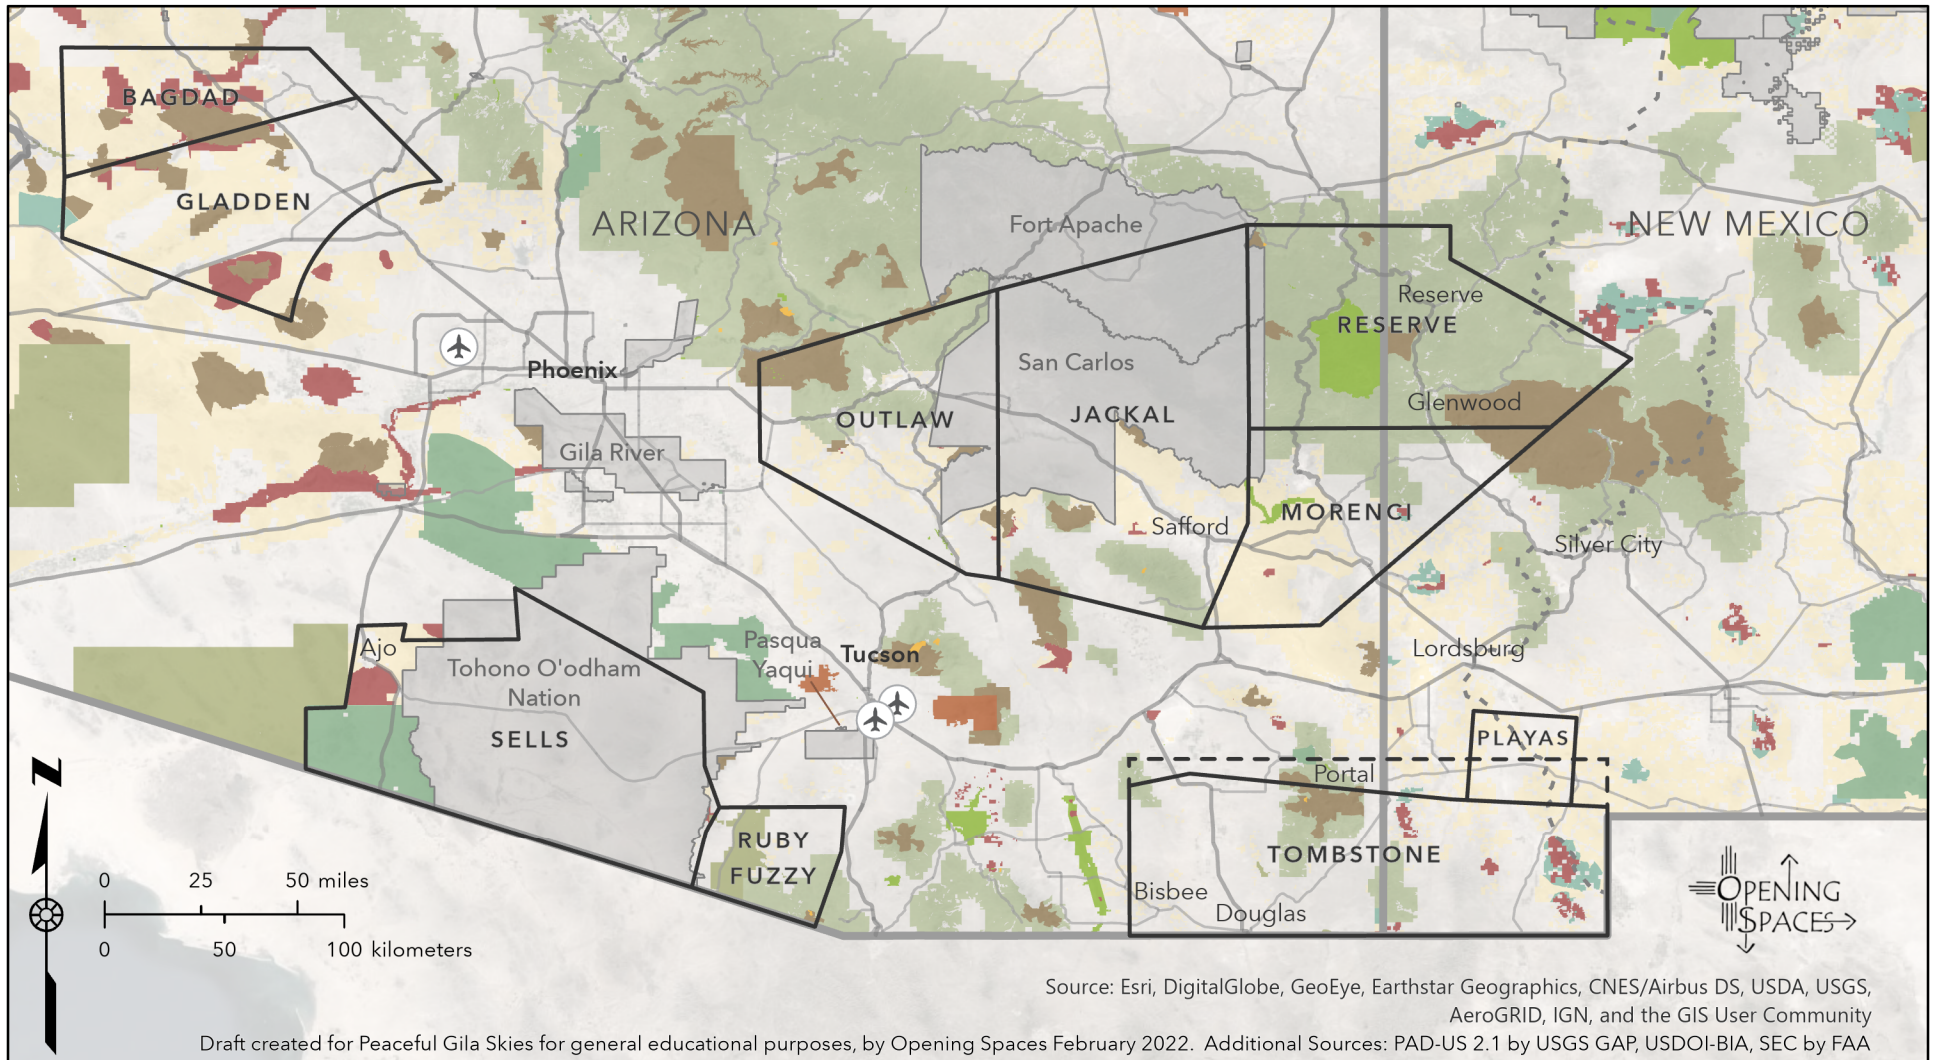 BAGDAD
GLADDEN
ARIZONA
Fort Apache
NEW MEXICO
Reserve
RESERVE
Phoenix
San Carlos
OUTLAW
JACKAL
Glenwood
Gila River
Safford
MORENCI
Silver City
Ajo
Tohono O'odham
Nation
SELLS
Pasqua
Yaqui
Tucson
Lordsburg
PLAYAS
Portal
RUBY
FUZZY
TOMBSTONE
Bisbee
Douglas
N
0 25 50 miles
0 50 100 kilometers
OPENING
SPACES
Source: Esri, DigitalGlobe, GeoEye, Earthstar Geographics, CNES/Airbus DS, USDA, USGS,
AeroGRID, IGN, and the GIS User Community
Draft created for Peaceful Gila Skies for general educational purposes, by Opening Spaces February 2022. Additional Sources: PAD-US 2.1 by USGS GAP, USDOI-BIA, SEC by FAA